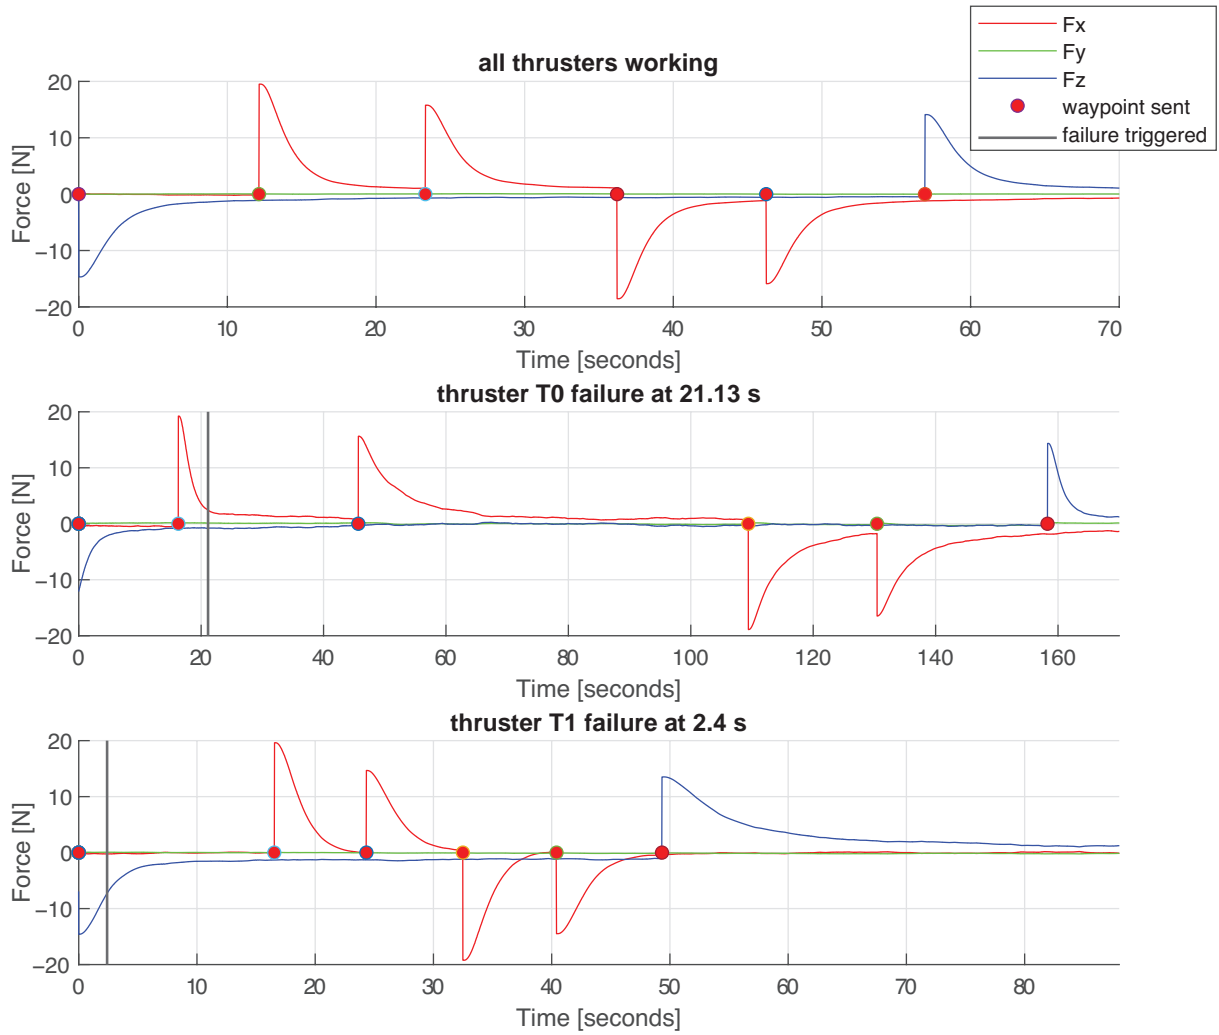 Fx
Fy
Fz
waypoint sent
failure triggered
all thrusters working
20
10
0
−10
−20
Force [N]
0 10 20 30 40 50 60 70
Time [seconds]
thruster T0 failure at 21.13 s
20
10
0
−10
−20
Force [N]
0 20 40 60 80 100 120 140 160
Time [seconds]
thruster T1 failure at 2.4 s
20
10
0
−10
−20
Force [N]
0 10 20 30 40 50 60 70 80
Time [seconds]